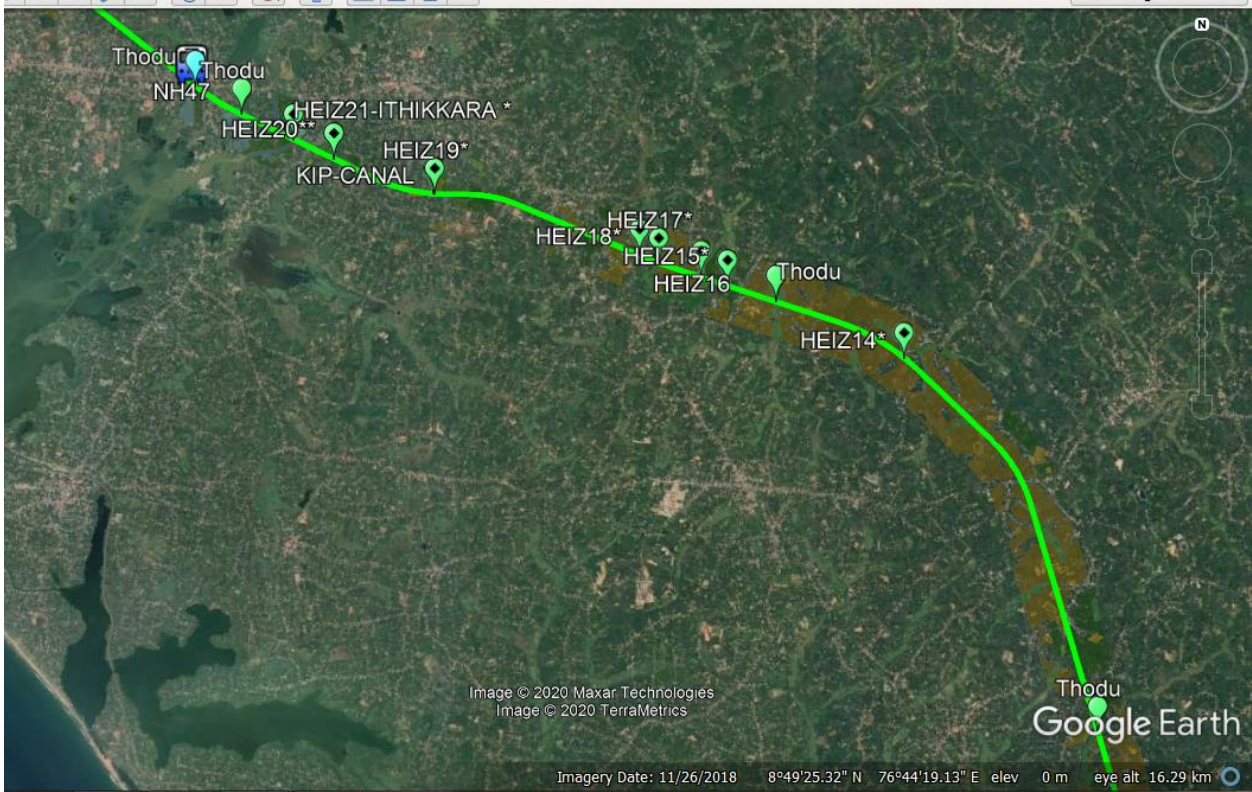 N
Thodu
Thodu
NH47
HEIZ21-ITHIKKARA *
HEIZ20**
HEIZ19*
KIP-CANAL
HEIZ17*
HEIZ18*
HEIZ15*
HEIZ16
Thodu
HEIZ14*
Thodu
Image © 2020 Maxar Technologies
Image © 2020 TerraMetrics
Google Earth
Imagery Date: 11/26/2018 8°49'25.32" N 76°44'19.13" E elev 0 m eye alt 16.29 km